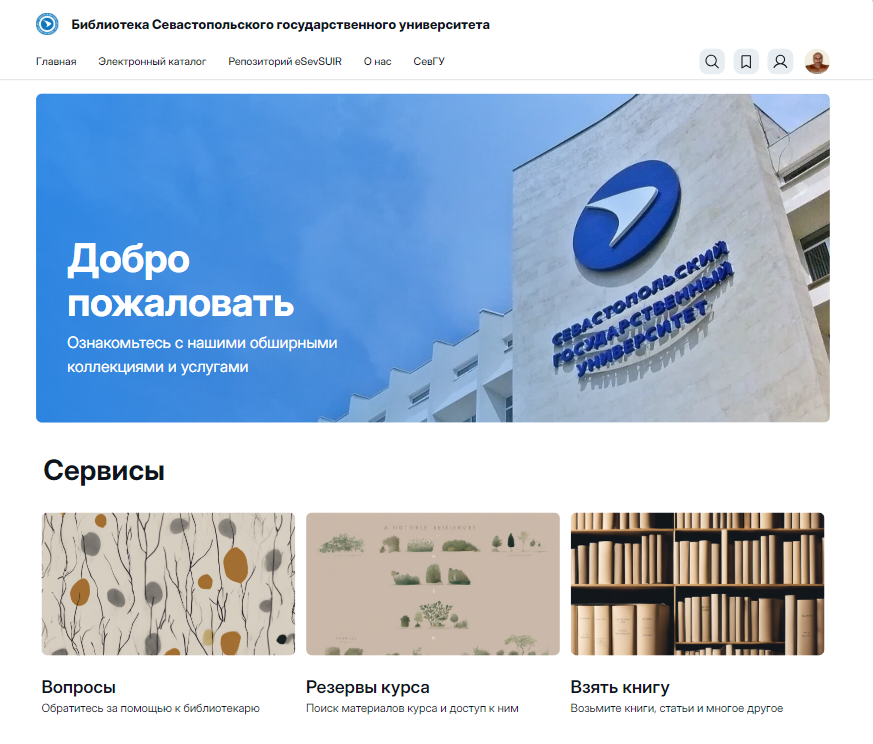 Библиотека Севастопольского государственного университета
Главная Электронный каталог Репозиторий eSevSUIR О нас СевГУ
СЕВАСТОПОЛЬСКИЙ
ГОСУДАРСТВЕННЫЙ
УНИВЕРСИТЕТ
Добро
пожаловать
Ознакомьтесь с нашими обширными
коллекциями и услугами
Сервисы
Вопросы
Обратитесь за помощью к библиотекарю
Резервы курса
Поиск материалов курса и доступ к ним
Взять книгу
Возьмите книги, статьи и многое другое